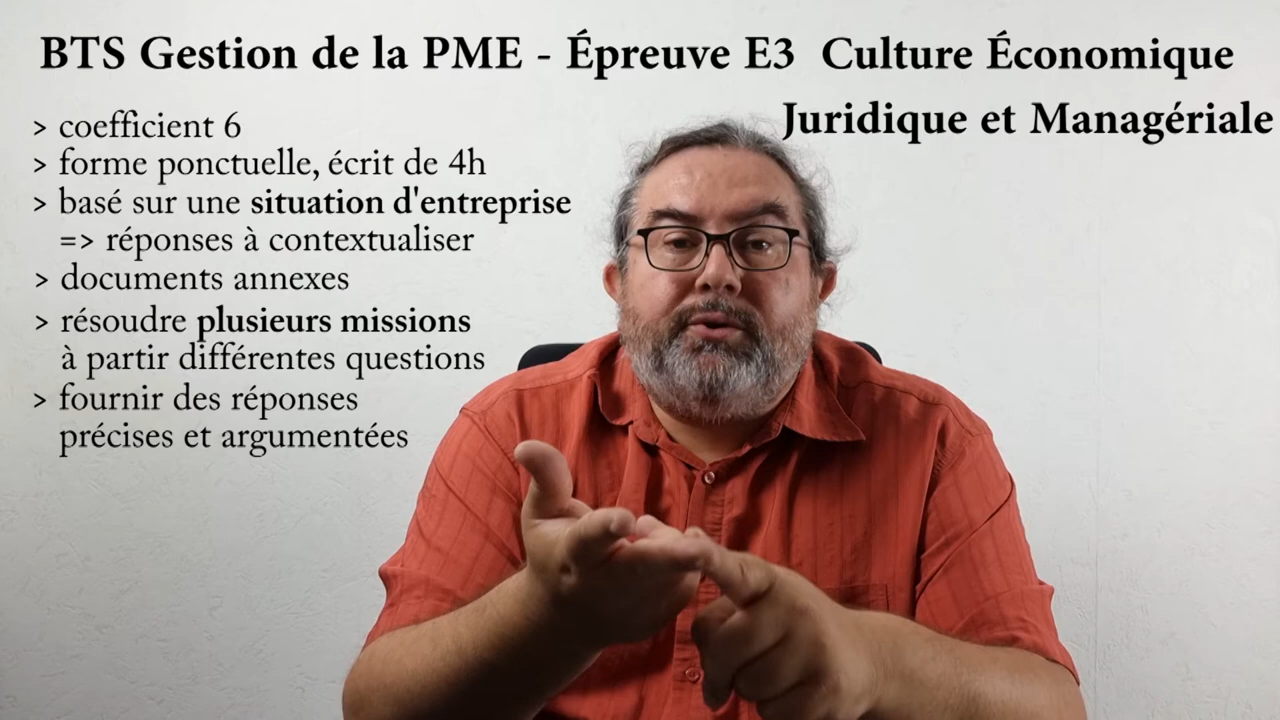 BTS Gestion de la PME - Épreuve E3 Culture Économique
Juridique et Managériale
> coefficient 6
> forme ponctuelle, écrit de 4h
> basé sur une situation d'entreprise
=> réponses à contextualiser
> documents annexes
> résoudre plusieurs missions
à partir différentes questions
> fournir des réponses
précises et argumentées